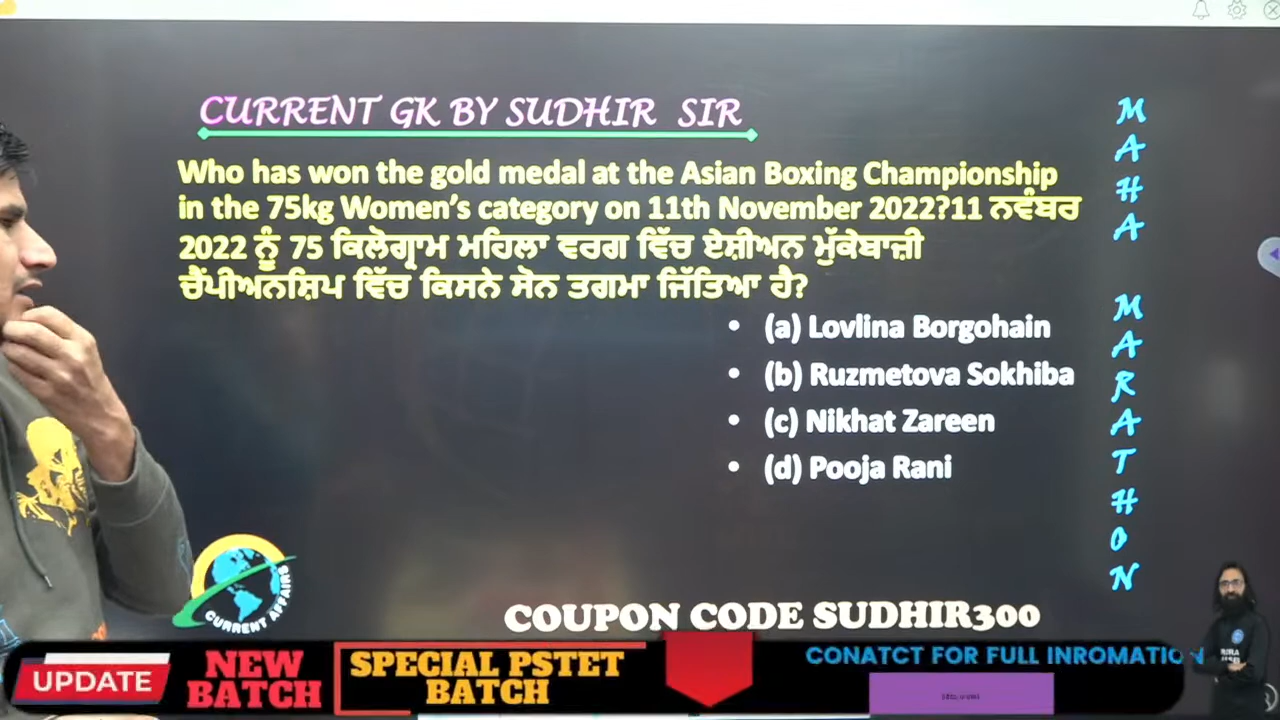 CURRENT GK BY SUDHIR SIR
Who has won the gold medal at the Asian Boxing Championship
in the 75kg Women's category on 11th November 2022?11 ਨਵੰਬਰ
2022 ਨੂੰ 75 ਕਿਲੋਗ੍ਰਾਮ ਮਹਿਲਾ ਵਰਗ ਵਿੱਚ ਏਸ਼ੀਅਨ ਮੁੱਕੇਬਾਜ਼ੀ
ਚੈਂਪੀਅਨਸ਼ਿਪ ਵਿੱਚ ਕਿਸਨੇ ਸੋਨ ਤਗਮਾ ਜਿੱਤਿਆ ਹੈ?
• (a) Lovlina Borgohain
• (b) Ruzmetova Sokhiba
• (c) Nikhat Zareen
• (d) Pooja Rani
MAHA MARATHON
CURRENT AFFAIRS
COUPON CODE SUDHIR300
UPDATE
NEW
BATCH
SPECIAL PSTET
BATCH
CONATCT FOR FULL INROMATION